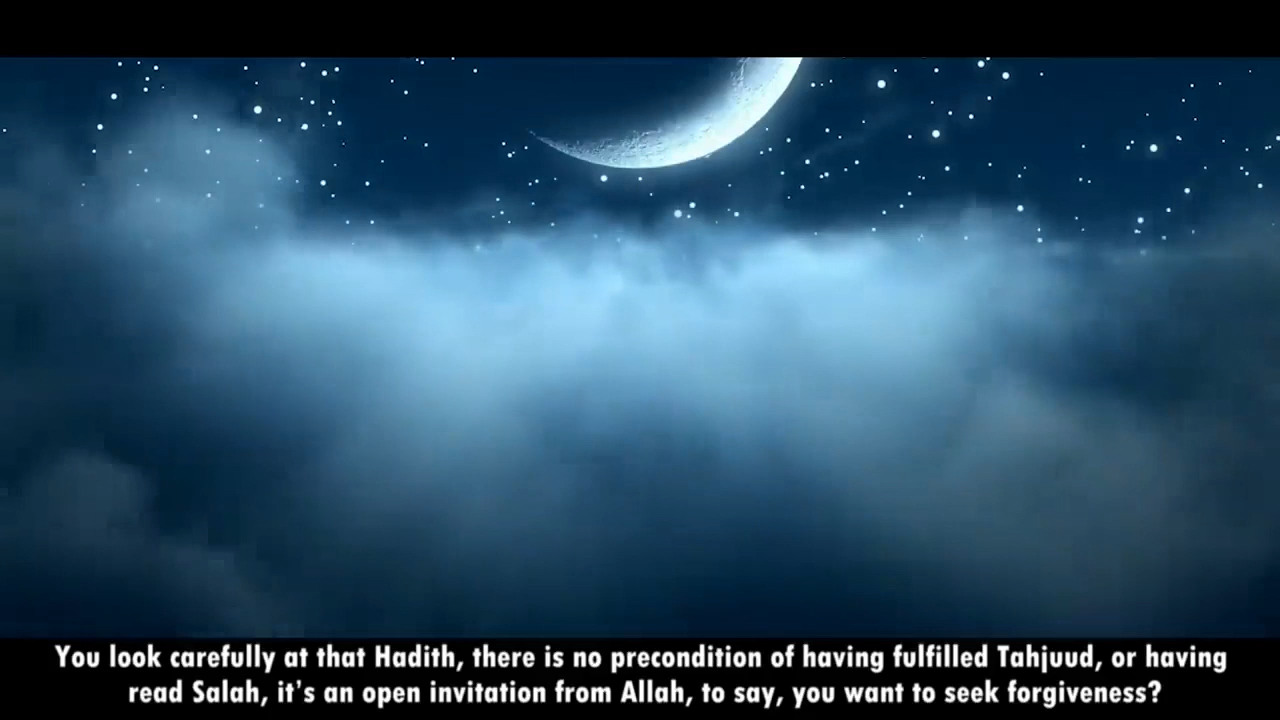 You look carefully at that Hadith, there is no precondition of having fulfilled Tahjuud, or having
read Salah, it's an open invitation from Allah, to say, you want to seek forgiveness?